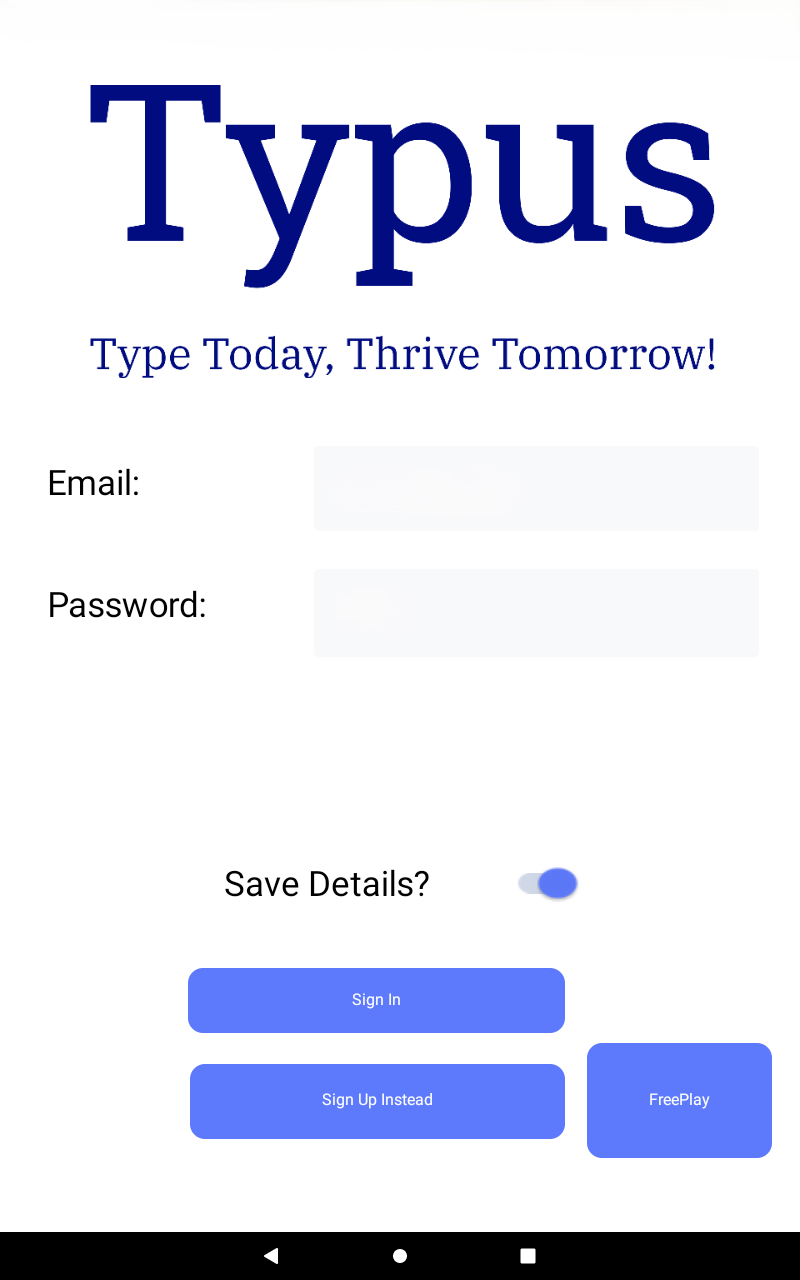 Typus
Type Today, Thrive Tomorrow!
Email:
Password:
Save Details?
Sign In
Sign Up Instead
FreePlay